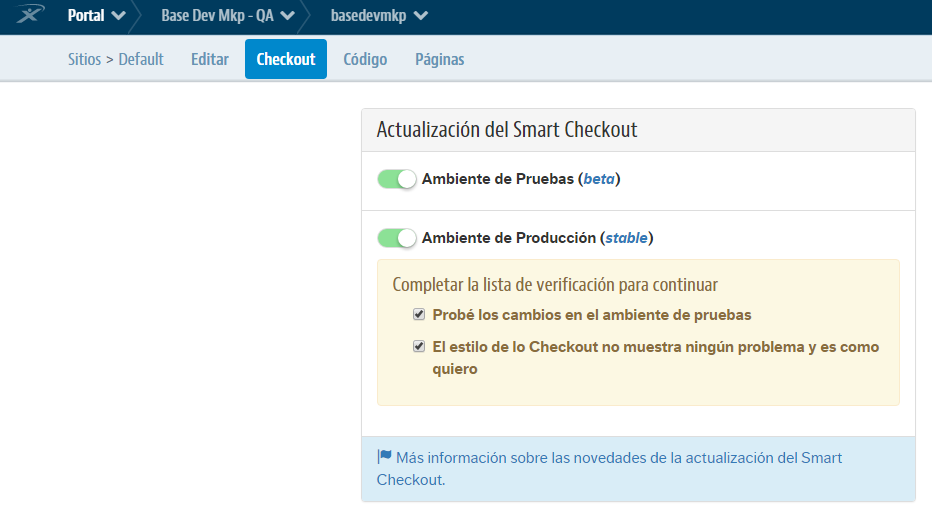 Portal Base Dev Mkp - QA basedevmkp
Sitios > Default Editar Checkout Código Páginas
Actualización del Smart Checkout
Ambiente de Pruebas (beta)
Ambiente de Producción (stable)
Completar la lista de verificación para continuar
Probé los cambios en el ambiente de pruebas
El estilo de lo Checkout no muestra ningún problema y es como
quiero
Más información sobre las novedades de la actualización del Smart
Checkout.